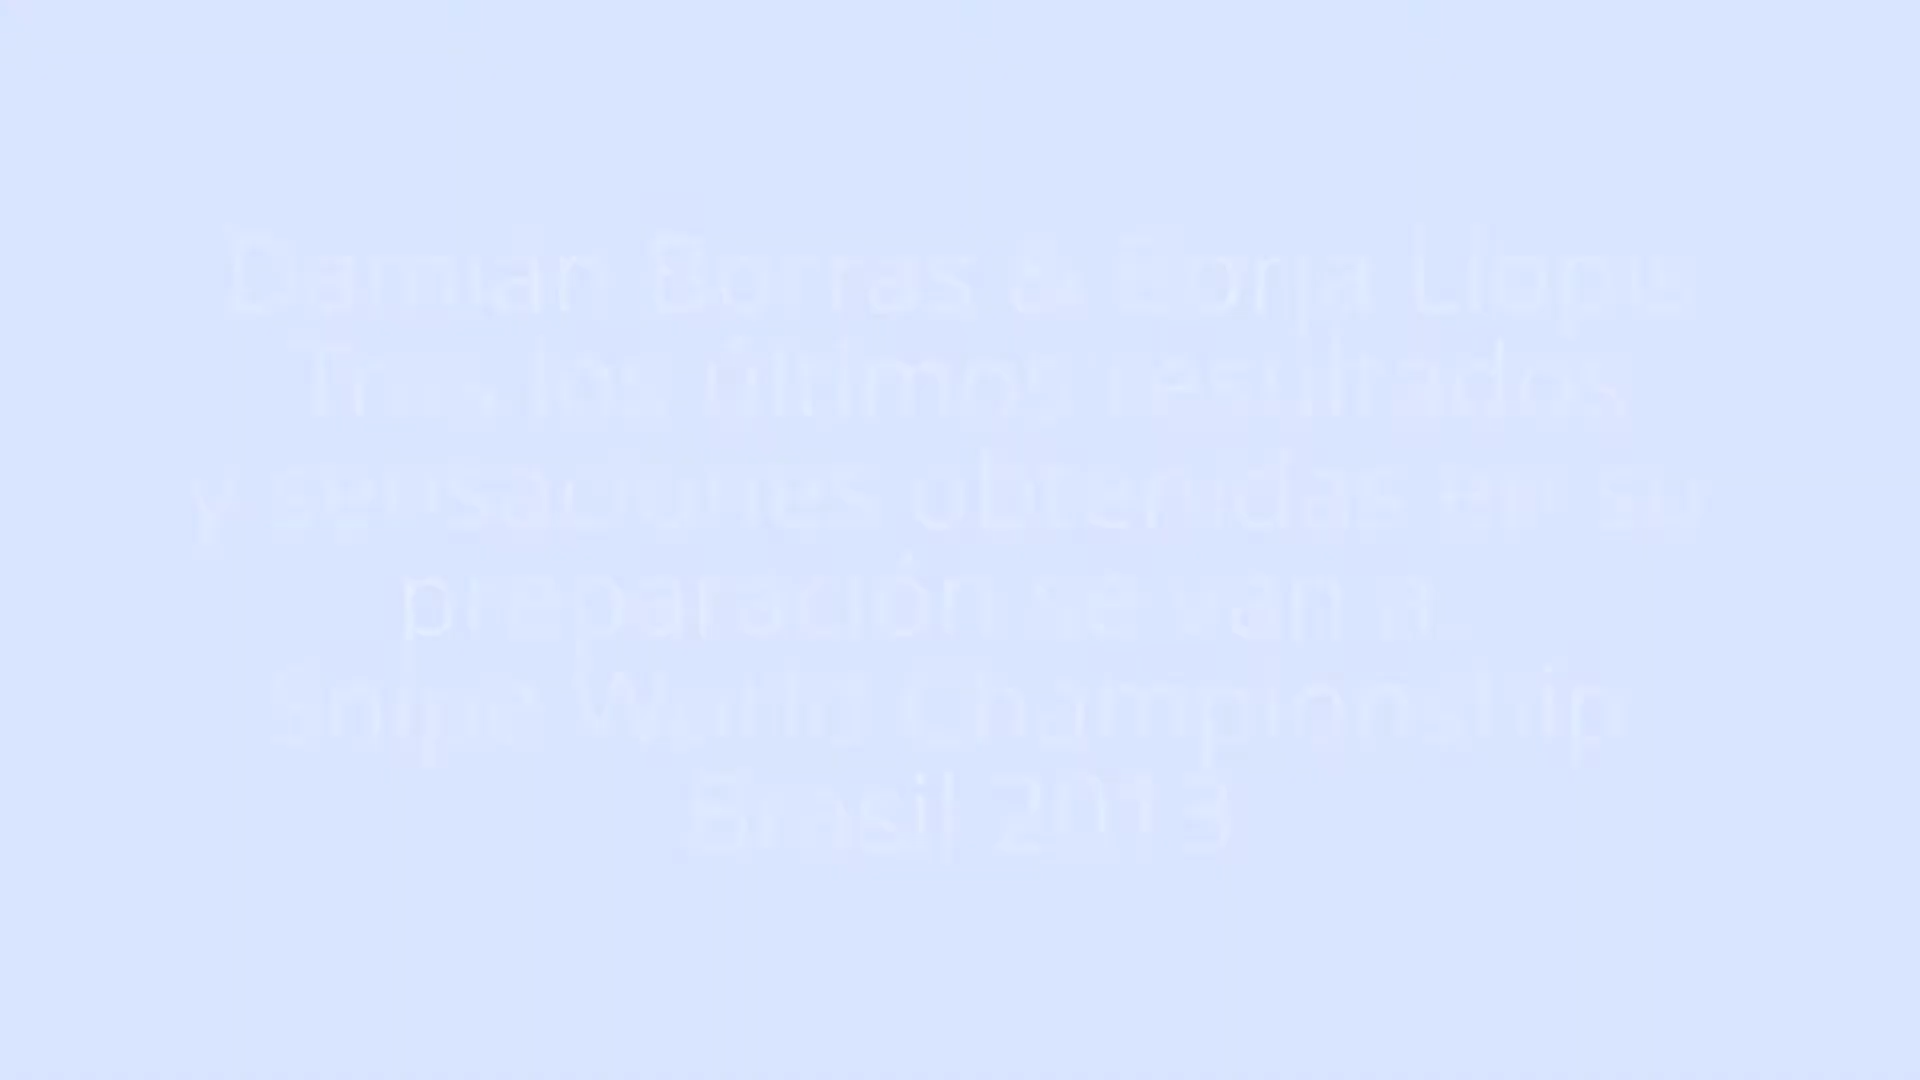 Damián Borras & Borja Llopis
Tras los últimos resultados
y sensaciones obtenidas en su
preparación se van al
Snipe World Championship
Brasil 2013